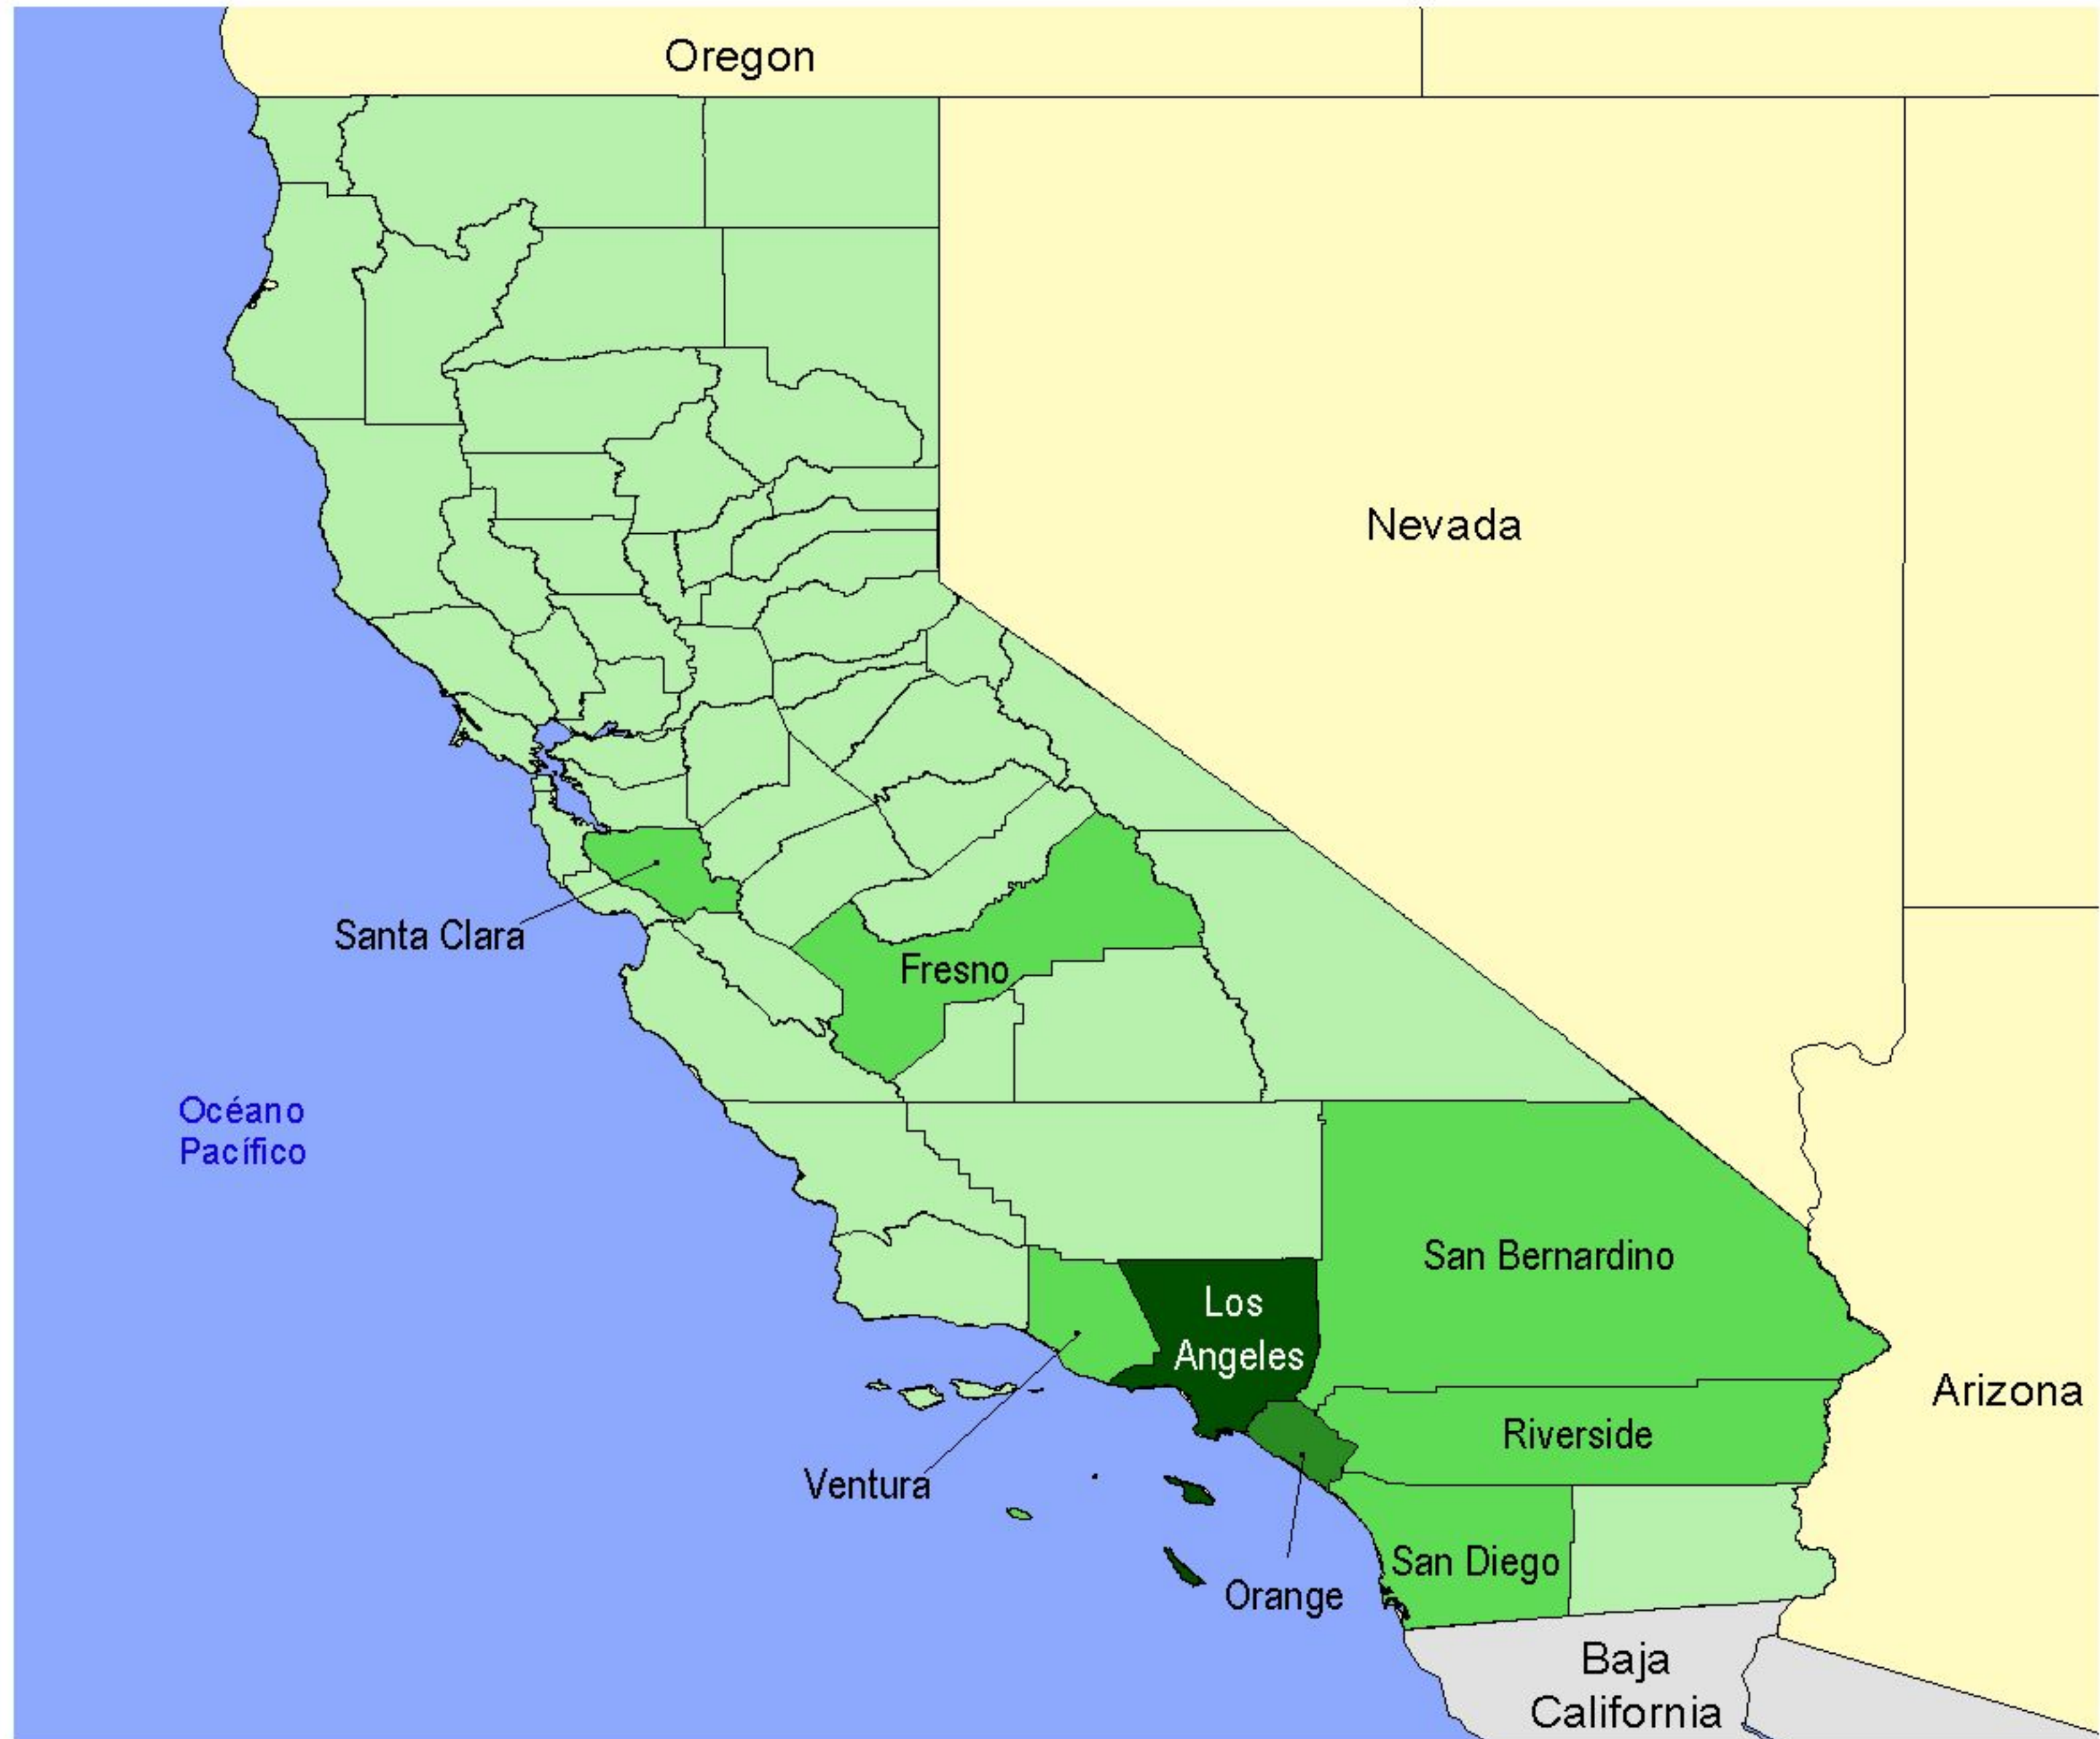 Oregon
Nevada
Santa Clara
Fresno
Océano
Pacífico
San Bernardino
Los
Angeles
Arizona
Riverside
Ventura
San Diego
Orange
Baja
California